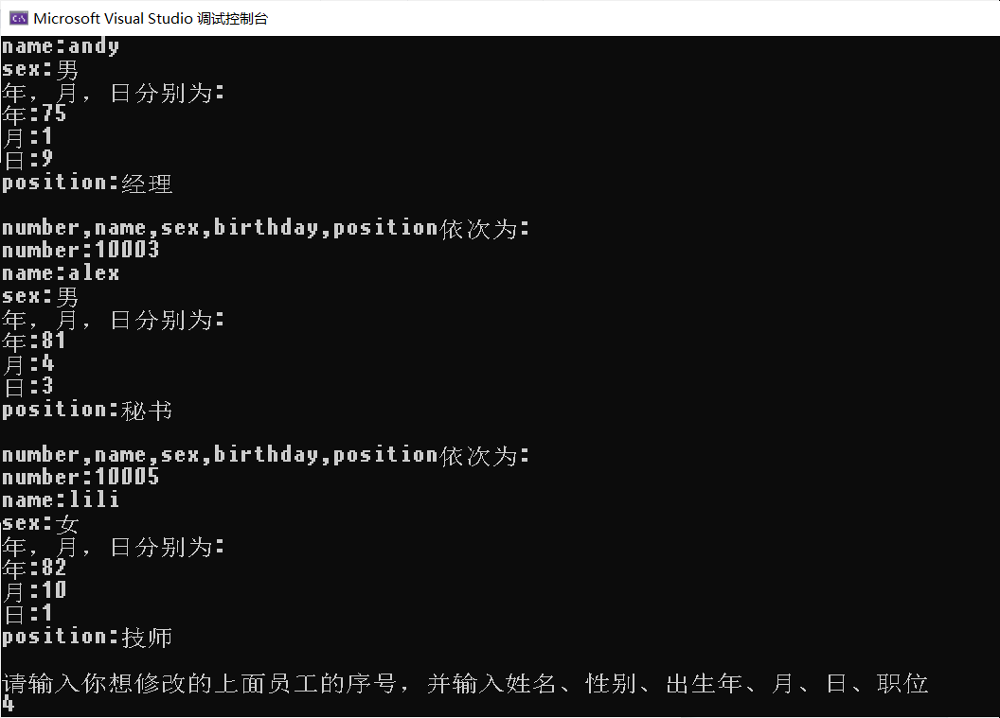 Microsoft Visual Studio 调试控制台
name:andy
sex:男
年，月，日分别为:
年:75
月:1
日:9
position:经理
number,name,sex,birthday,position依次为:
number:10003
name:alex
sex:男
年，月，日分别为:
年:81
月:4
日:3
position:秘书
number,name,sex,birthday,position依次为:
number:10005
name:lili
sex:女
年，月，日分别为:
年:82
月:10
日:1
position:技师
请输入你想修改的上面员工的序号，并输入姓名、性别、出生年、月、日、职位
4